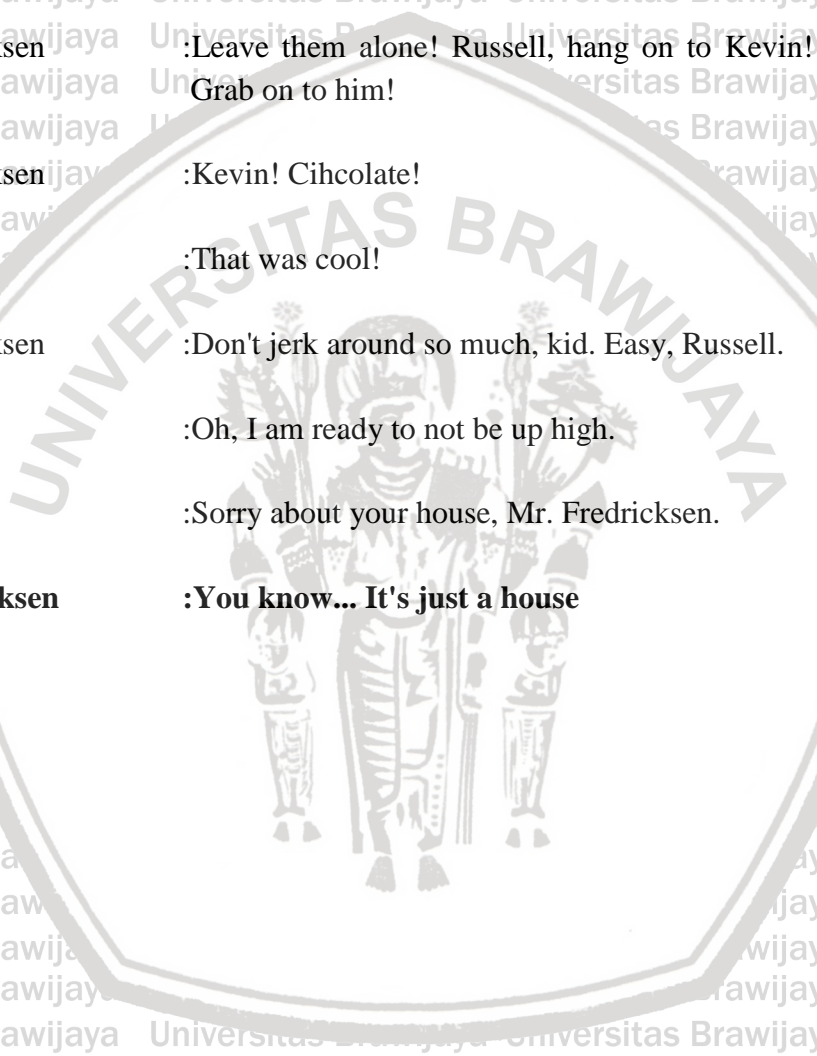 ksen :Leave them alone! Russell, hang on to Kevin!
Grab on to him!
ksen :Kevin! Cihcolate!
:That was cool!
ksen :Don't jerk around so much, kid. Easy, Russell.
:Oh, I am ready to not be up high.
:Sorry about your house, Mr. Fredricksen.
ksen :You know... It's just a house
UNIVERSITAS BRAWIJAYA